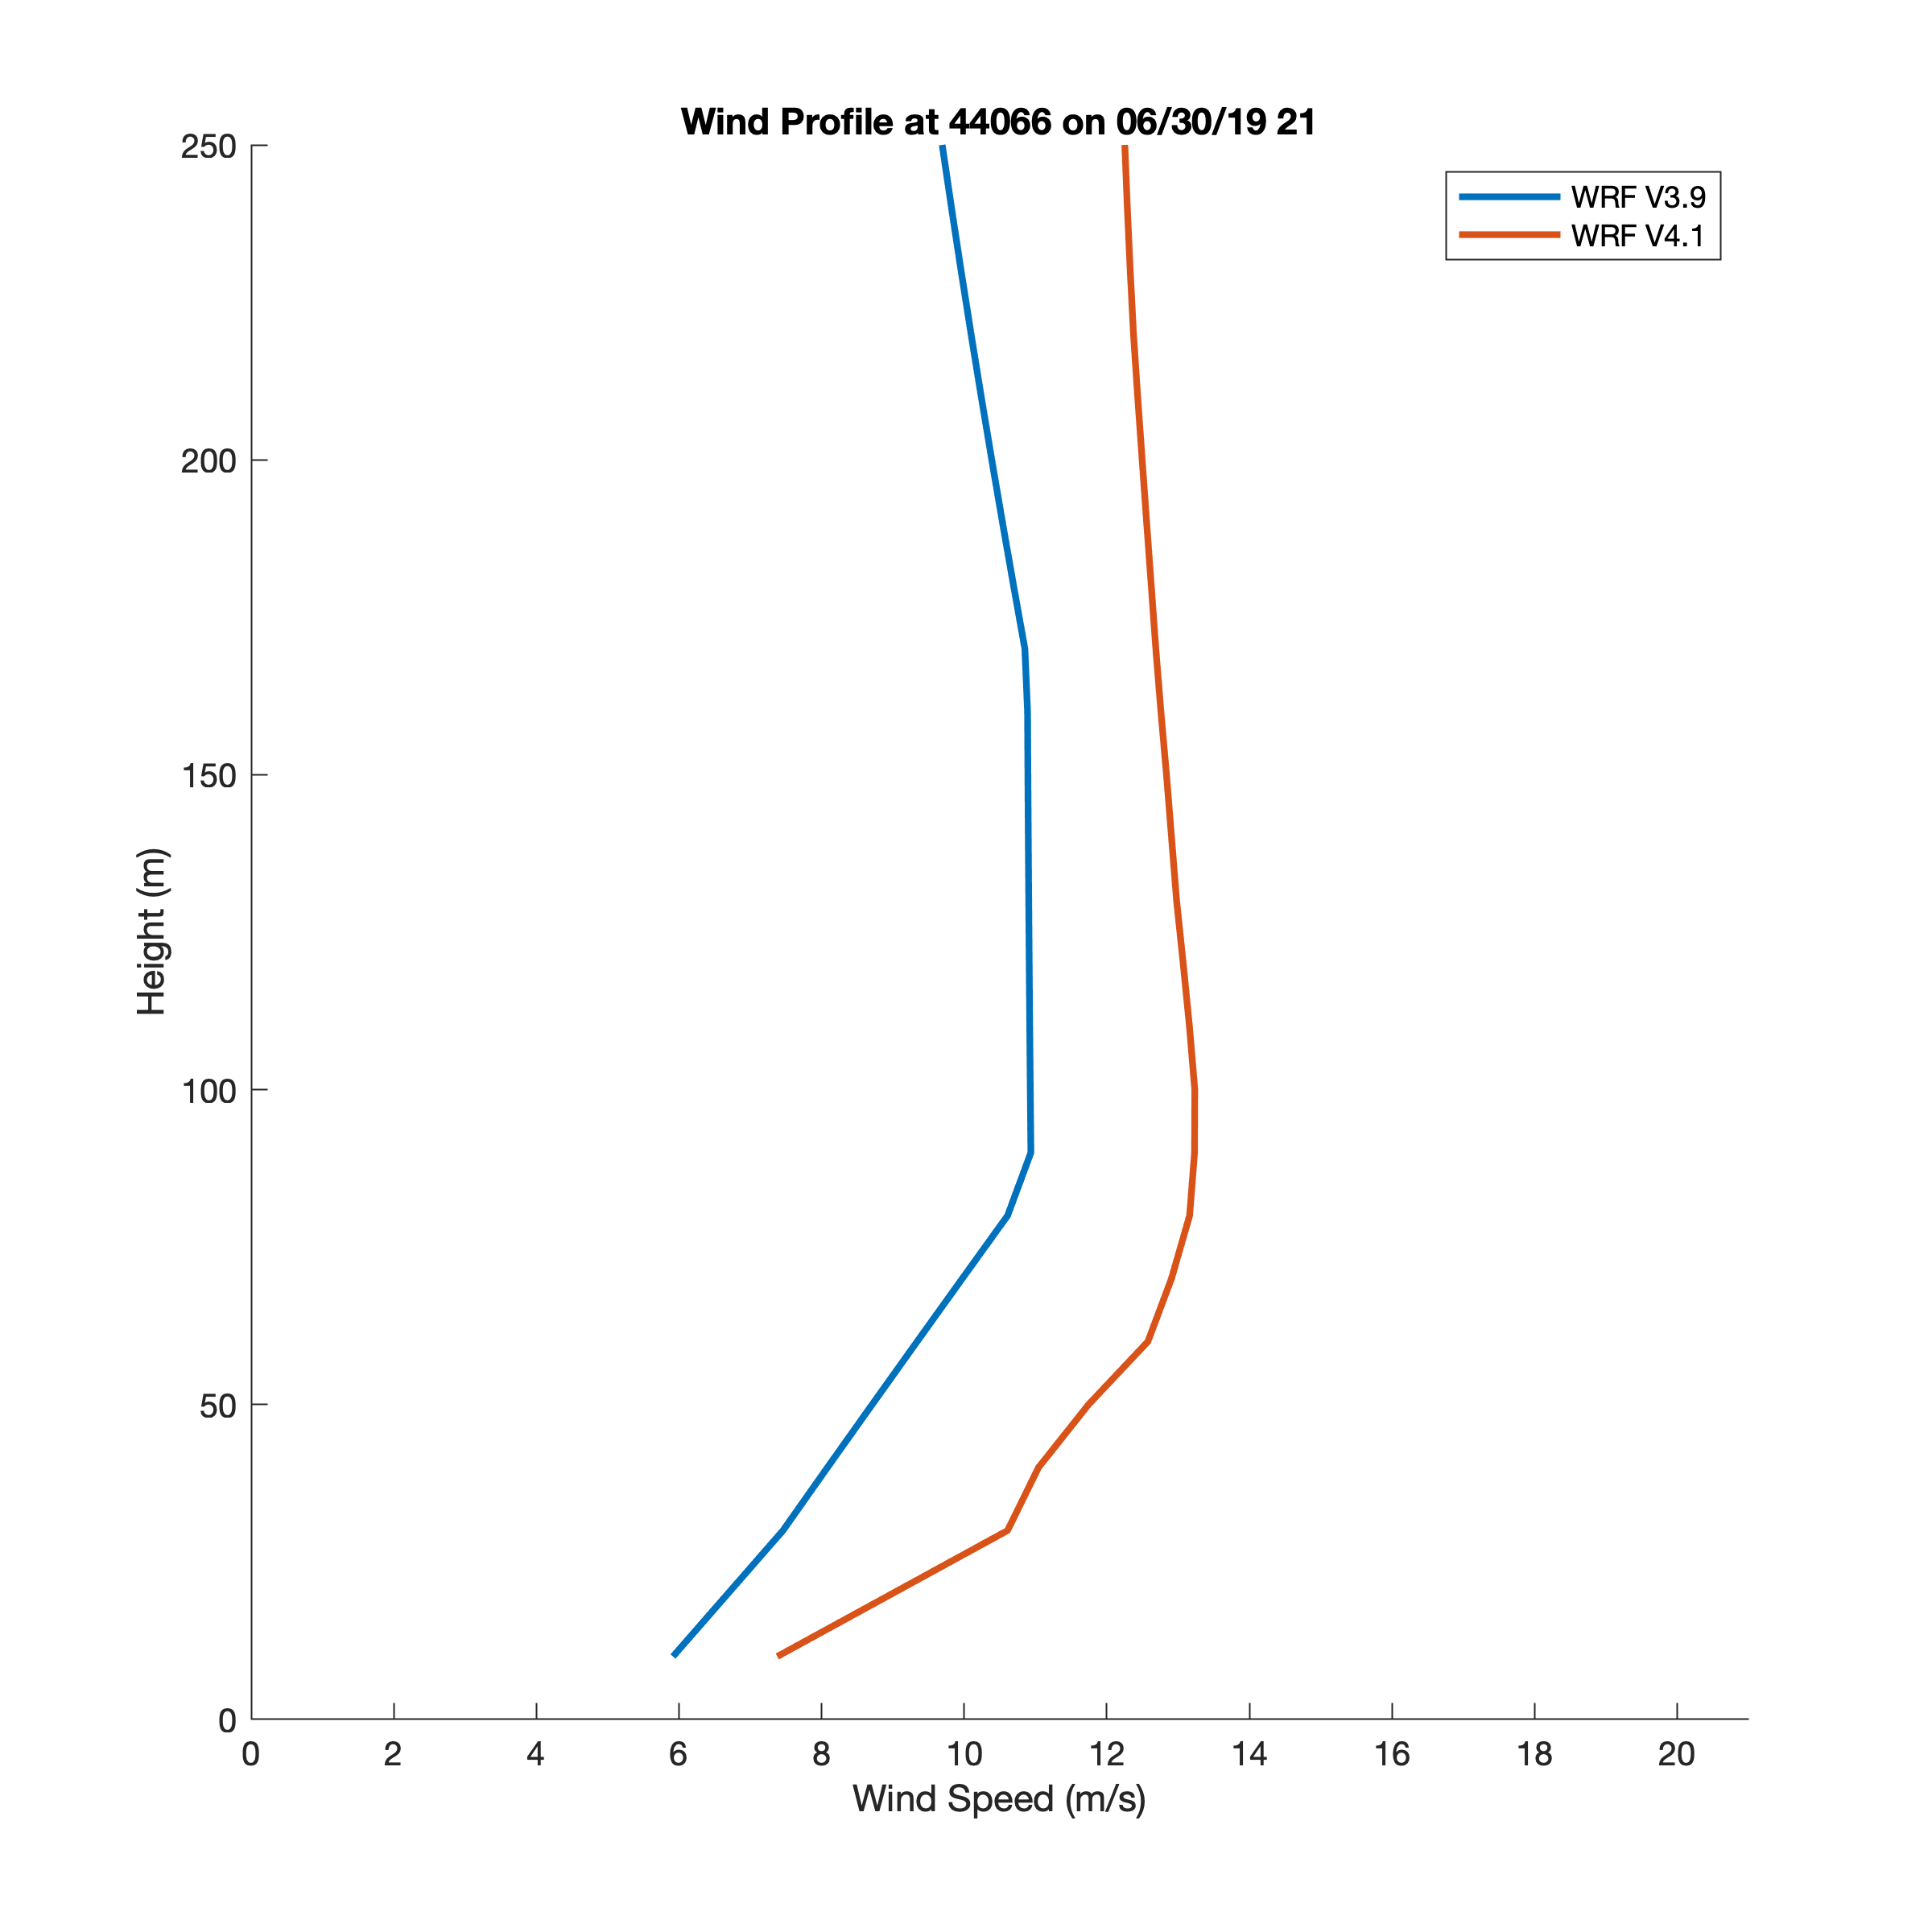 Wind Profile at 44066 on 06/30/19 21
WRF V3.9
WRF V4.1
250
200
150
100
50
0
Height (m)
0 2 4 6 8 10 12 14 16 18 20
Wind Speed (m/s)